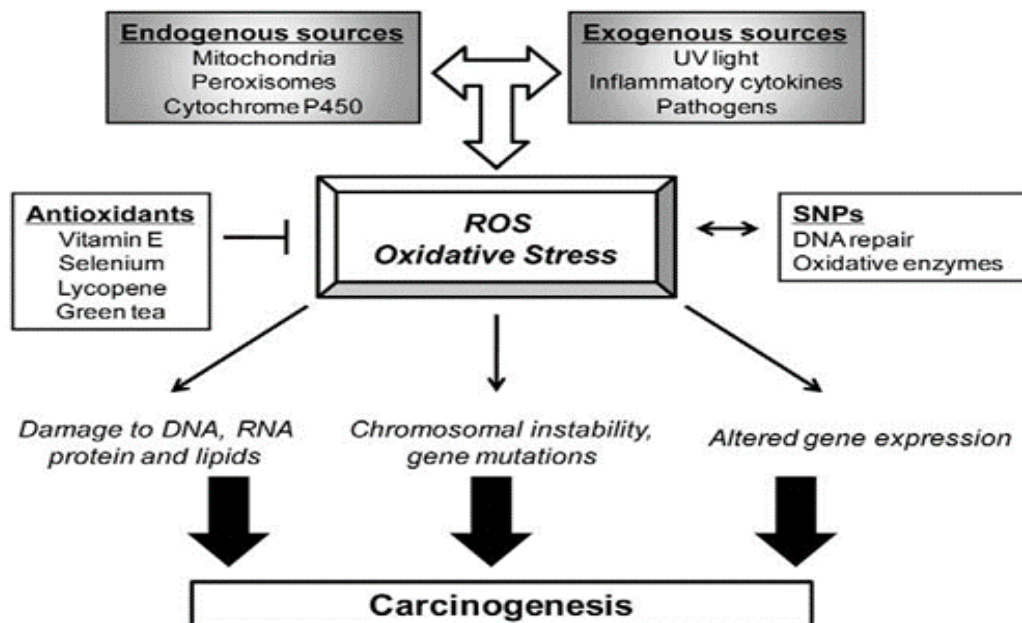 Endogenous sources
Mitochondria
Peroxisomes
Cytochrome P450
Exogenous sources
UV light
Inflammatory cytokines
Pathogens
Antioxidants
Vitamin E
Selenium
Lycopene
Green tea
ROS
Oxidative Stress
SNPs
DNA repair
Oxidative enzymes
Damage to DNA, RNA
protein and lipids
Chromosomal instability,
gene mutations
Altered gene expression
Carcinogenesis